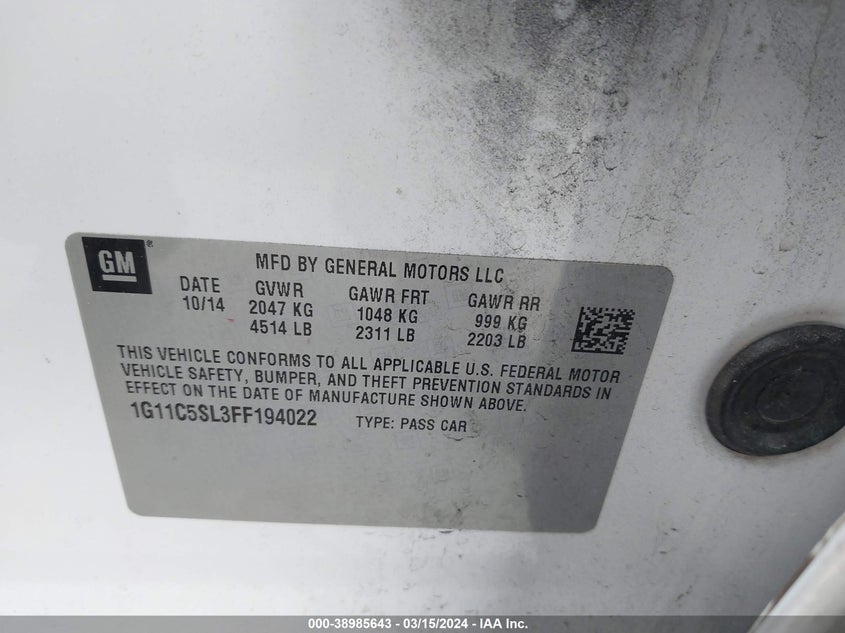 GM®
MFD BY GENERAL MOTORS LLC
DATE GVWR GAWR FRT GAWR RR
10/14 2047 KG 1048 KG 999 KG
4514 LB 2311 LB 2203 LB
THIS VEHICLE CONFORMS TO ALL APPLICABLE U.S. FEDERAL MOTOR
VEHICLE SAFETY, BUMPER, AND THEFT PREVENTION STANDARDS IN
EFFECT ON THE DATE OF MANUFACTURE SHOWN ABOVE.
1G11C5SL3FF194022 TYPE: PASS CAR
000-38985643 - 03/15/2024 - IAA Inc.